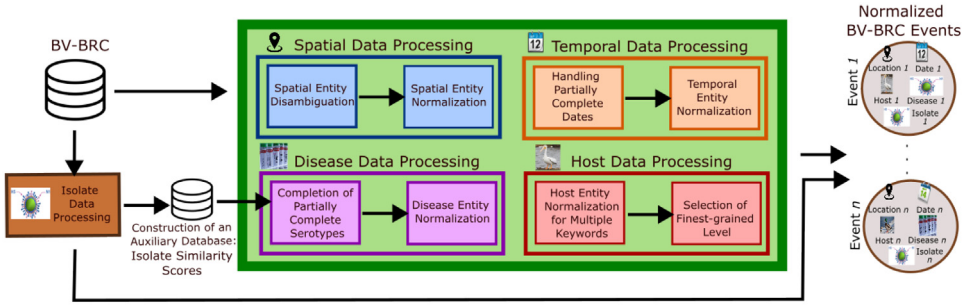 BV-BRC
Isolate
Data
Processing
Construction of an
Auxiliary Database:
Isolate Similarity
Scores
Spatial Data Processing
Spatial Entity
Disambiguation
Spatial Entity
Normalization
12
Temporal Data Processing
Handling
Partially
Complete
Dates
Temporal
Entity
Normalization
Disease Data Processing
Completion of
Partially
Complete
Serotypes
Disease Entity
Normalization
Host Data Processing
Host Entity
Normalization
for Multiple
Keywords
Selection of
Finest-grained
Level
Normalized
BV-BRC Events
Event 1
12
Location 1 Date 1
Host 1 Disease 1
Isolate
1
Event n
14
Location n Date n
Host n Disease n
Isolate
n